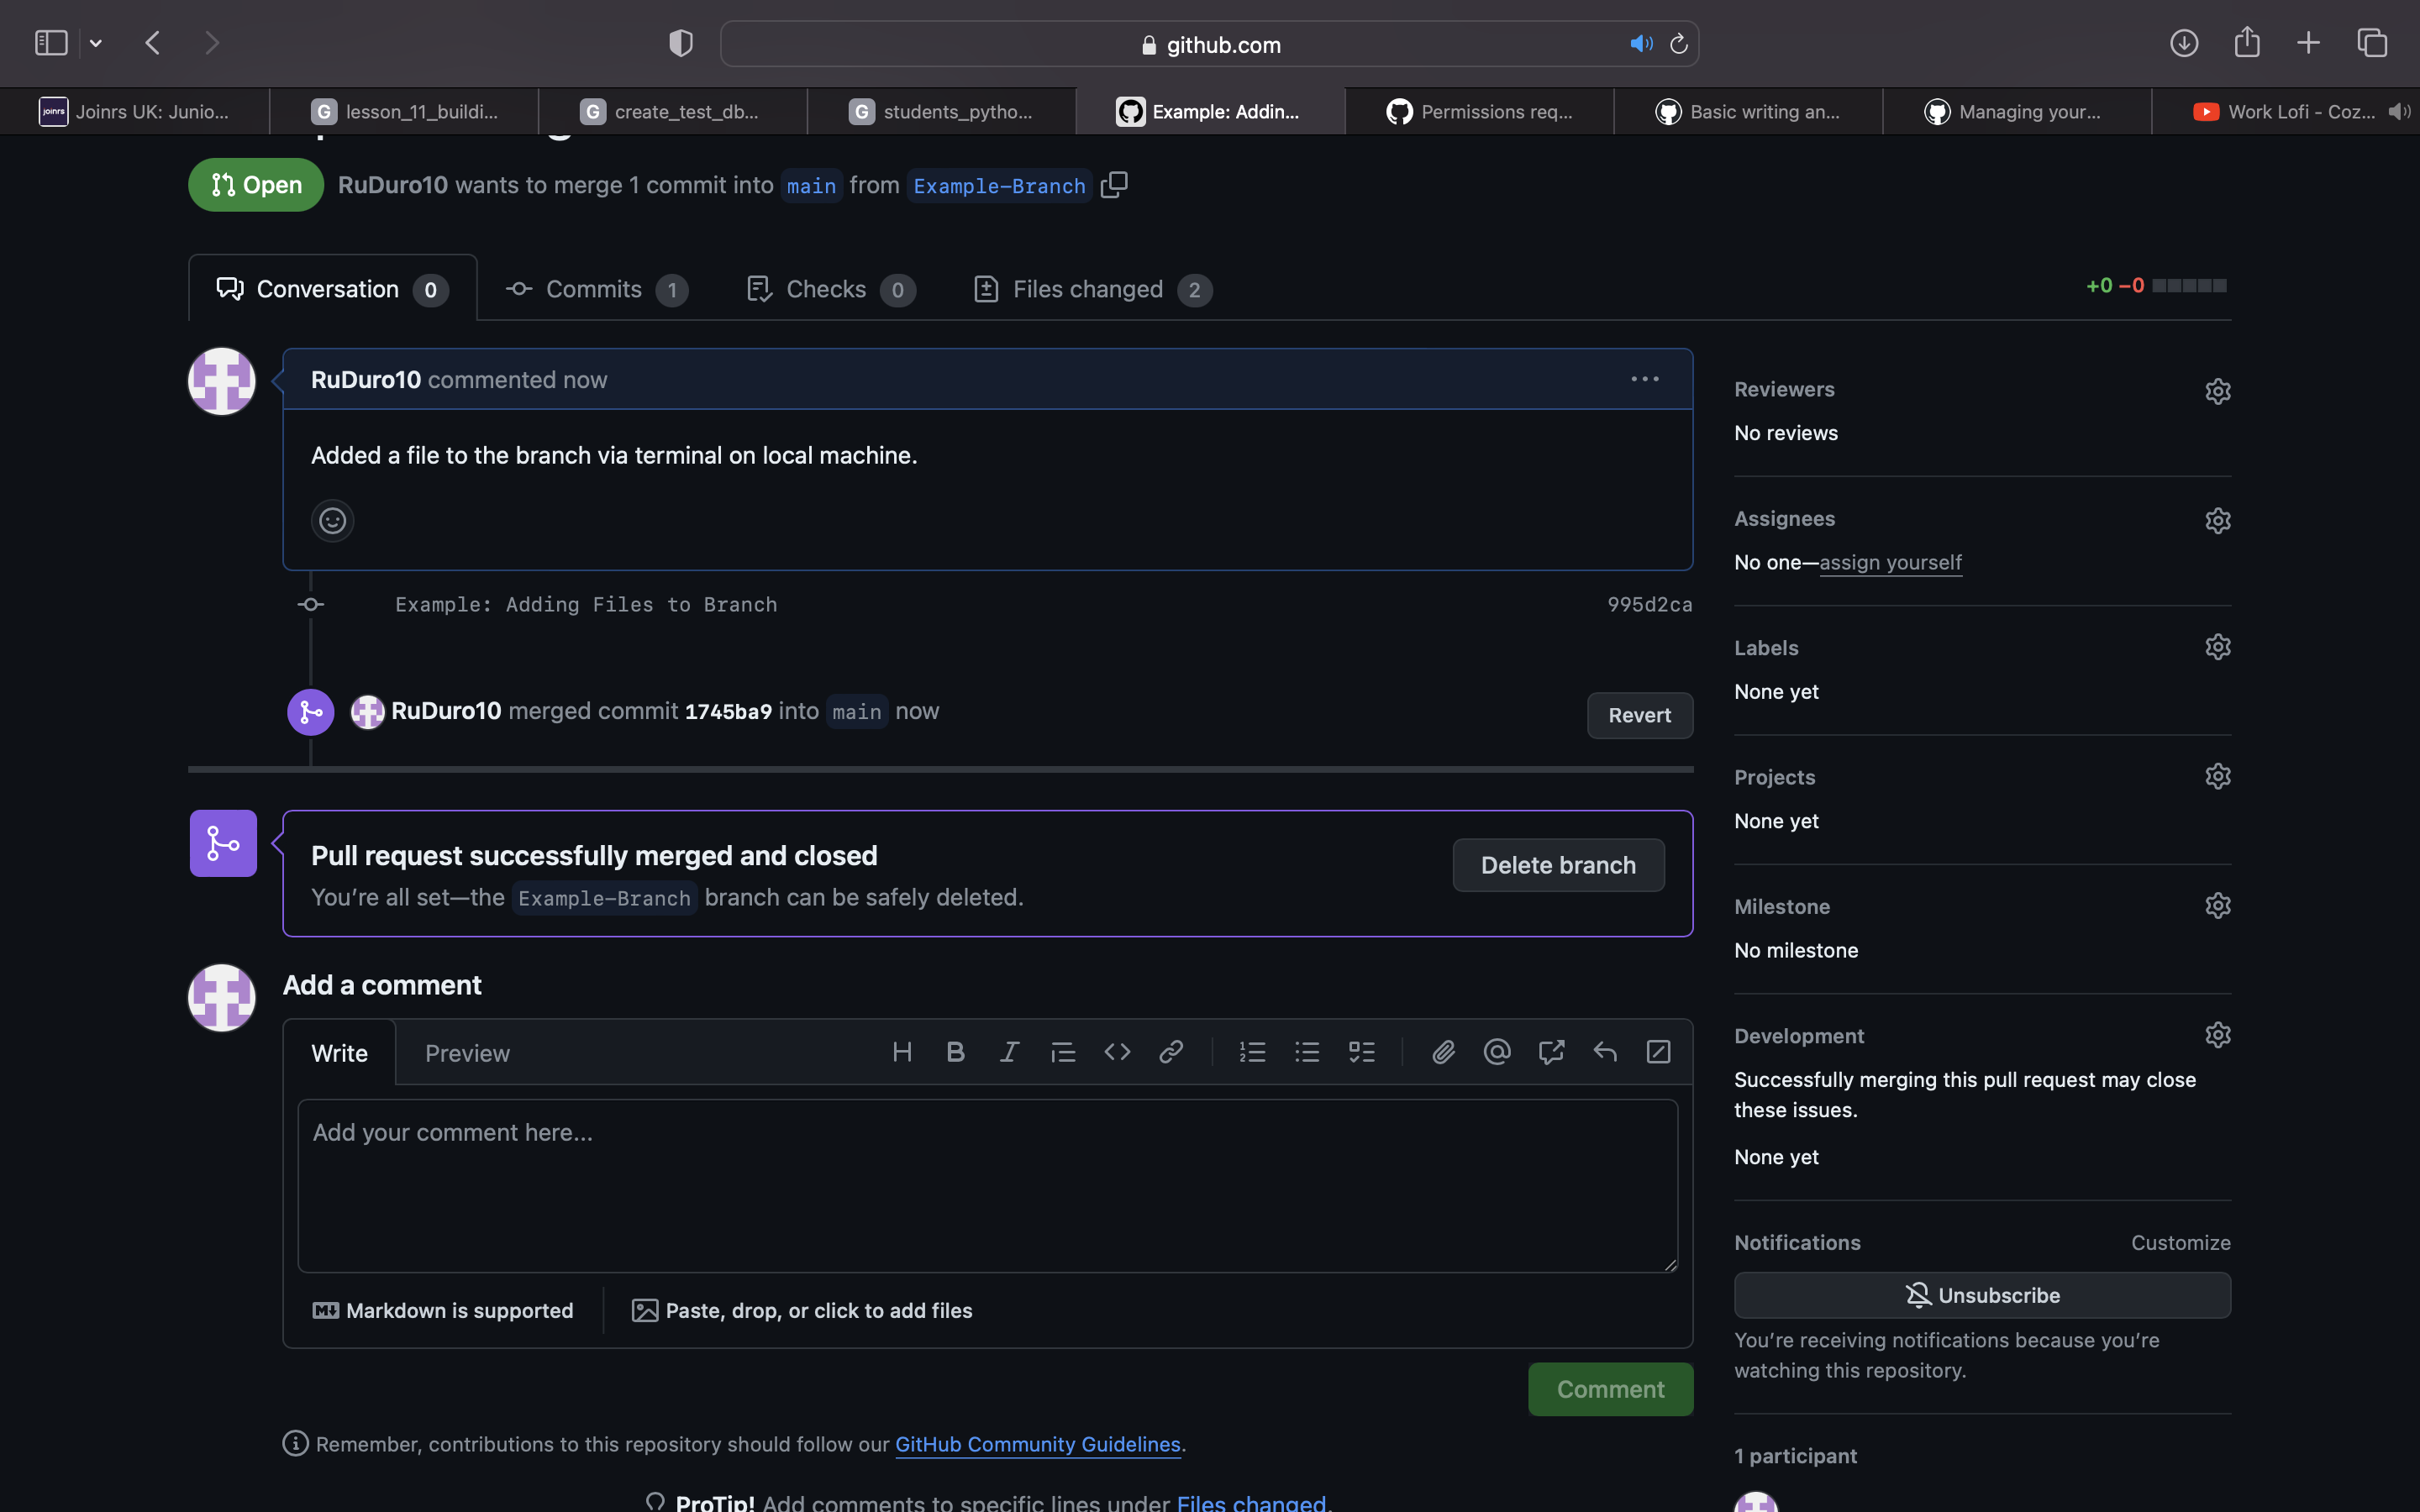 github.com
joinrs Joinrs UK: Junio...
G lesson_11_buildi...
G create_test_db...
G students_pytho...
Example: Addin...
Permissions req...
Basic writing an...
Managing your...
Work Lofi - Coz...
Open RuDuro10 wants to merge 1 commit into main from Example-Branch
Conversation 0 Commits 1 Checks 0 Files changed 2
+0 −0
RuDuro10 commented now
Added a file to the branch via terminal on local machine.
Example: Adding Files to Branch 995d2ca
RuDuro10 merged commit 1745ba9 into main now
Revert
Pull request successfully merged and closed
You're all set—the Example-Branch branch can be safely deleted.
Delete branch
Add a comment
Write Preview
H B I
Add your comment here...
Markdown is supported
Paste, drop, or click to add files
Comment
Remember, contributions to this repository should follow our GitHub Community Guidelines.
ProTip! Add comments to specific lines under Files changed.
Reviewers
No reviews
Assignees
No one—assign yourself
Labels
None yet
Projects
None yet
Milestone
No milestone
Development
Successfully merging this pull request may close
these issues.
None yet
Notifications Customize
Unsubscribe
You're receiving notifications because you're
watching this repository.
1 participant